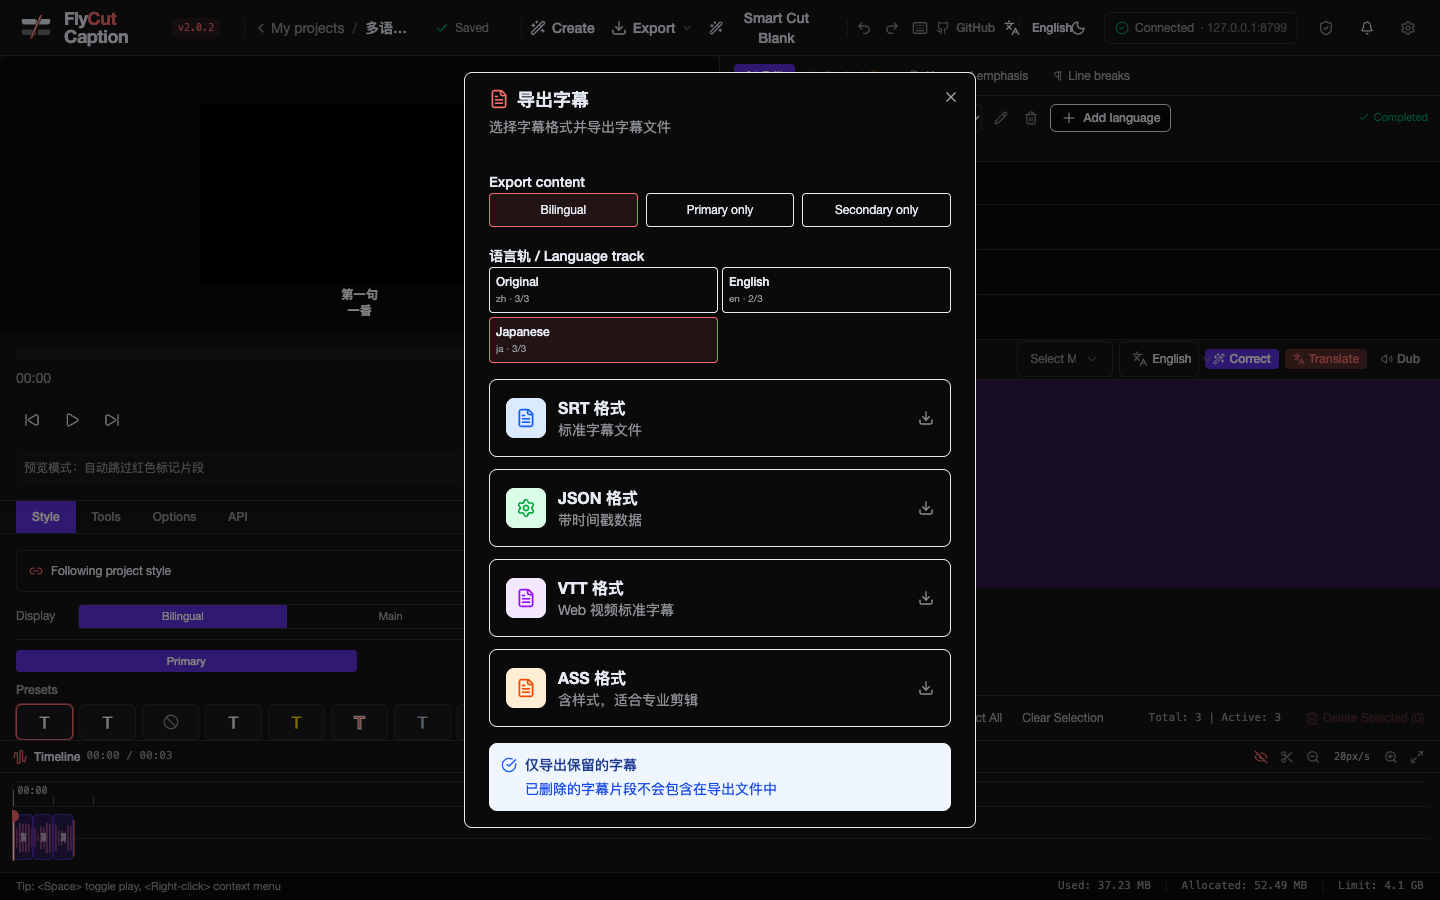 FlyCut
Caption
v2.0.2
My projects / 多语...
Saved
Create
Export
Smart Cut
Blank
GitHub
English
Connected · 127.0.0.1:8799
导出字幕
选择字幕格式并导出字幕文件
emphasis
Line breaks
Add language
Completed
Export content
Bilingual
Primary only
Secondary only
语言轨 / Language track
Original
zh · 3/3
English
en · 2/3
Japanese
ja · 3/3
第一句
一番
00:00
预览模式：自动跳过红色标记片段
Select M
English
Correct
Translate
Dub
SRT 格式
标准字幕文件
JSON 格式
带时间戳数据
VTT 格式
Web 视频标准字幕
ASS 格式
含样式，适合专业剪辑
仅导出保留的字幕
已删除的字幕片段不会包含在导出文件中
Style
Tools
Options
API
Following project style
Display
Bilingual
Main
Primary
Presets
T
T
T
T
T
T
ct All
Clear Selection
Total: 3 | Active: 3
Delete Selected (0)
Timeline
00:00 / 00:03
20px/s
00:00
Tip: <Space> toggle play, <Right-click> context menu
Used: 37.23 MB
Allocated: 52.49 MB
Limit: 4.1 GB